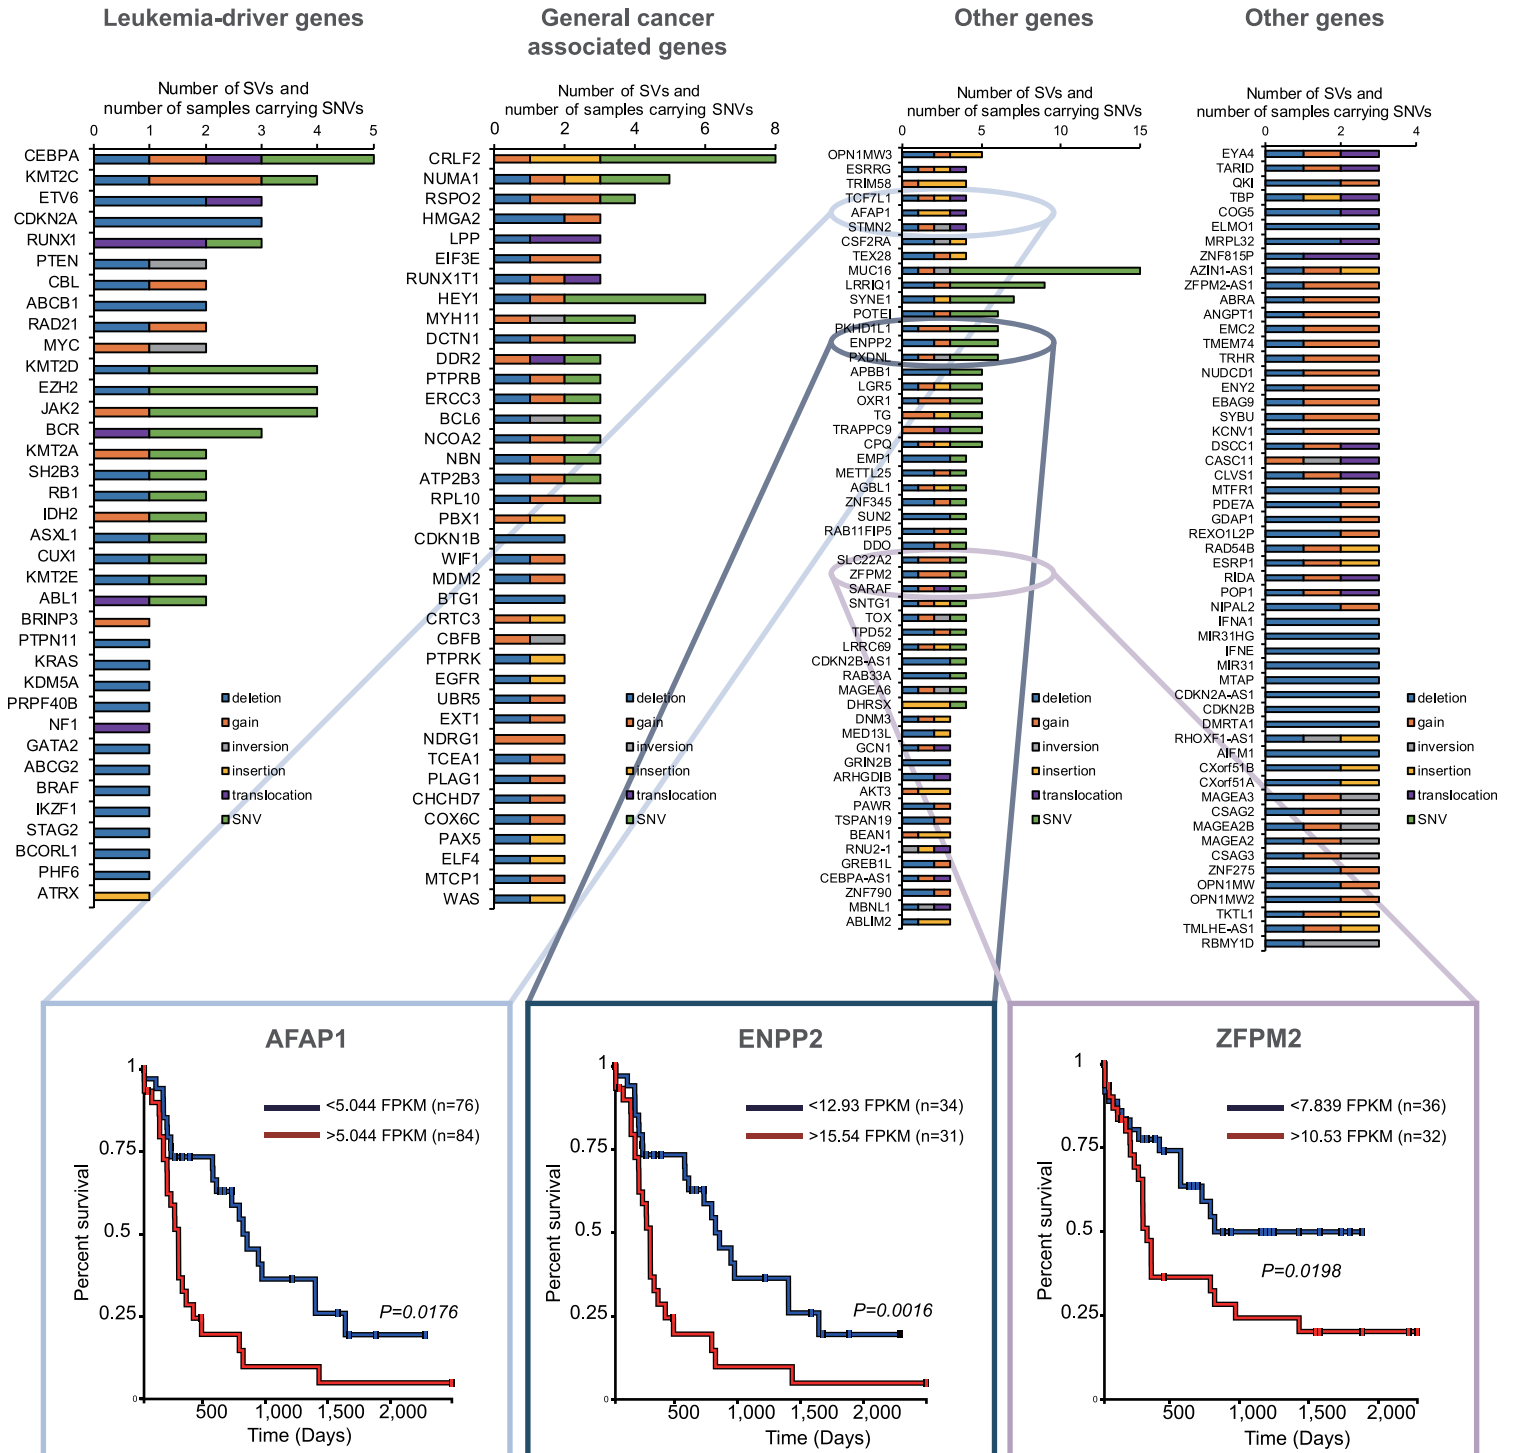 Leukemia-driver genes
Number of SVs and
number of samples carrying SNVs
0 1 2 3 4 5
CEBPA
KMT2C
ETV6
CDKN2A
RUNX1
PTEN
CBL
ABCB1
RAD21
MYC
KMT2D
EZH2
JAK2
BCR
KMT2A
SH2B3
RB1
IDH2
ASXL1
CUX1
KMT2E
ABL1
BRINP3
PTPN11
KRAS
KDM5A
PRPF40B
NF1
GATA2
ABCG2
BRAF
IKZF1
STAG2
BCORL1
PHF6
ATRX
deletion
gain
inversion
insertion
translocation
SNV
General cancer
associated genes
Number of SVs and
number of samples carrying SNVs
0 2 4 6 8
CRLF2
NUMA1
RSPO2
HMGA2
LPP
EIF3E
RUNX1T1
HEY1
MYH11
DCTN1
DDR2
PTPRB
ERCC3
BCL6
NCOA2
NBN
ATP2B3
RPL10
PBX1
CDKN1B
WIF1
MDM2
BTG1
CRTC3
CBFB
PTPRK
EGFR
UBR5
EXT1
NDRG1
TCEA1
PLAG1
CHCHD7
COX6C
PAX5
ELF4
MTCP1
WAS
deletion
gain
inversion
insertion
translocation
SNV
Other genes
Number of SVs and
number of samples carrying SNVs
0 5 10 15
OPN1MW3
ESRRG
TRIM58
TCF7L1
AFAP1
STMN2
CSF2RA
TEX28
MUC16
LRRIQ1
SYNE1
POTEI
PKHD1L1
ENPP2
PXDNL
APBB1
LGR5
OXR1
TG
TRAPPC9
CPQ
EMP1
METTL25
AGBL1
ZNF345
SUN2
RAB11FIP5
DDO
SLC22A2
ZFPM2
SARAF
SNTG1
TOX
TPD52
LRRC69
CDKN2B-AS1
RAB33A
MAGEA6
DHRSX
DNM3
MED13L
GCN1
GRIN2B
ARHGDIB
AKT3
PAWR
TSPAN19
BEAN1
RNU2-1
GREB1L
CEBPA-AS1
ZNF790
MBNL1
ABLIM2
deletion
gain
inversion
insertion
translocation
SNV
Other genes
Number of SVs and
number of samples carrying SNVs
0 2 4
EYA4
TARID
QKI
TBP
COG5
ELMO1
MRPL32
ZNF815P
AZIN1-AS1
ZFPM2-AS1
ABRA
ANGPT1
EMC2
TMEM74
TRHR
NUDCD1
ENY2
EBAG9
SYBU
KCNV1
DSCC1
CASC11
CLVS1
MTFR1
PDE7A
GDAP1
REXO1L2P
RAD54B
ESRP1
RIDA
POP1
NIPAL2
IFNA1
MIR31HG
IFNE
MIR31
MTAP
CDKN2A-AS1
CDKN2B
DMRTA1
RHOXF1-AS1
AIFM1
CXorf51B
CXorf51A
MAGEA3
CSAG2
MAGEA2B
MAGEA2
CSAG3
ZNF275
OPN1MW
OPN1MW2
TKTL1
TMLHE-AS1
RBMY1D
deletion
gain
inversion
insertion
translocation
SNV
AFAP1
<5.044 FPKM (n=76)
>5.044 FPKM (n=84)
Percent survival
1
0.75
0.5
0.25
0
P=0.0176
500 1,000 1,500 2,000
Time (Days)
ENPP2
<12.93 FPKM (n=34)
>15.54 FPKM (n=31)
Percent survival
1
0.75
0.5
0.25
0
P=0.0016
500 1,000 1,500 2,000
Time (Days)
ZFPM2
<7.839 FPKM (n=36)
>10.53 FPKM (n=32)
Percent survival
1
0.75
0.5
0.25
0
P=0.0198
500 1,000 1,500 2,000
Time (Days)